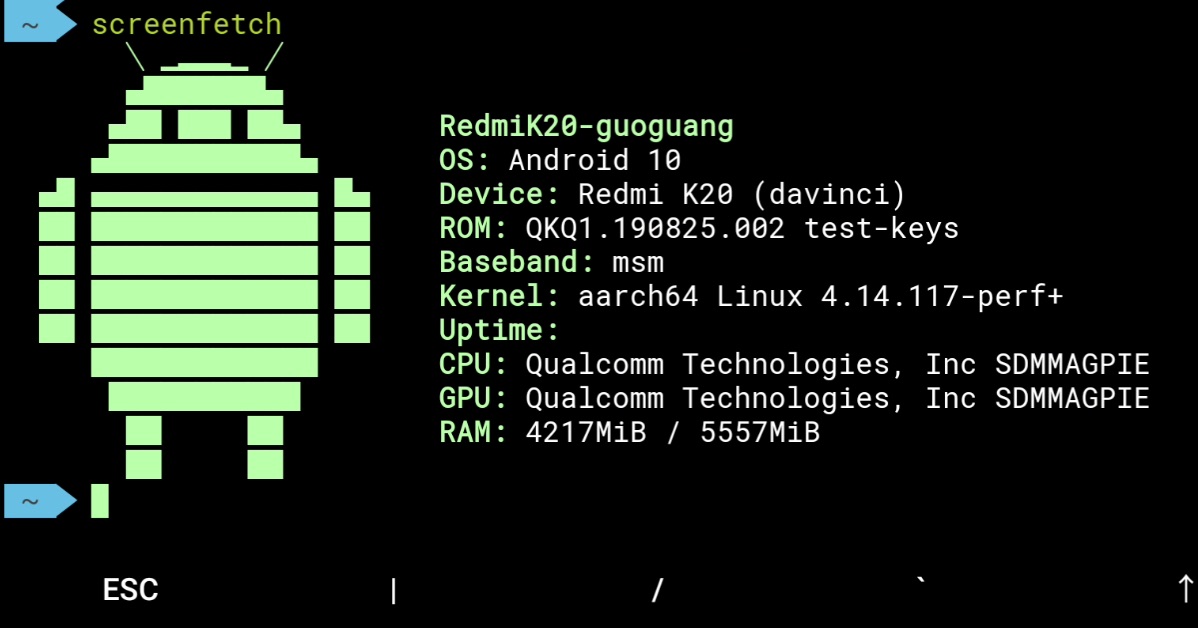 ~ screenfetch
RedmiK20-guoguang
OS: Android 10
Device: Redmi K20 (davinci)
ROM: QKQ1.190825.002 test-keys
Baseband: msm
Kernel: aarch64 Linux 4.14.117-perf+
Uptime:
CPU: Qualcomm Technologies, Inc SDMMAGPIE
GPU: Qualcomm Technologies, Inc SDMMAGPIE
RAM: 4217MiB / 5557MiB
~
ESC | / ` ↑